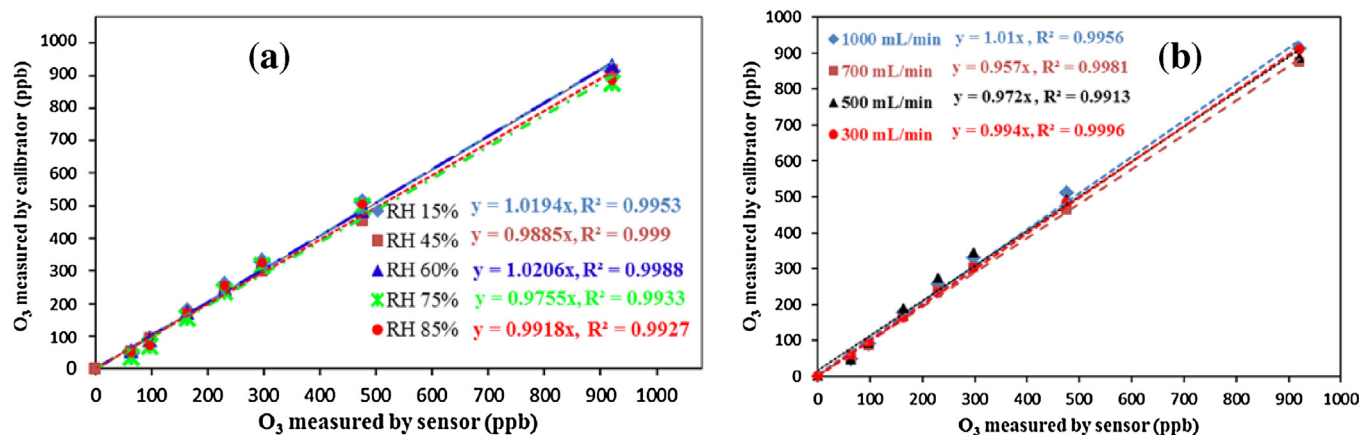 (a)
O₃ measured by calibrator (ppb)
1000
900
800
700
600
500
400
300
200
100
0
RH 15% y = 1.0194x, R² = 0.9953
RH 45% y = 0.9885x, R² = 0.999
RH 60% y = 1.0206x, R² = 0.9988
RH 75% y = 0.9755x, R² = 0.9933
RH 85% y = 0.9918x, R² = 0.9927
0 100 200 300 400 500 600 700 800 900 1000
O₃ measured by sensor (ppb)
(b)
O₃ measured by calibrator (ppb)
1000
900
800
700
600
500
400
300
200
100
0
1000 mL/min y = 1.01x, R² = 0.9956
700 mL/min y = 0.957x, R² = 0.9981
500 mL/min y = 0.972x, R² = 0.9913
300 mL/min y = 0.994x, R² = 0.9996
0 100 200 300 400 500 600 700 800 900 1000
O₃ measured by sensor (ppb)